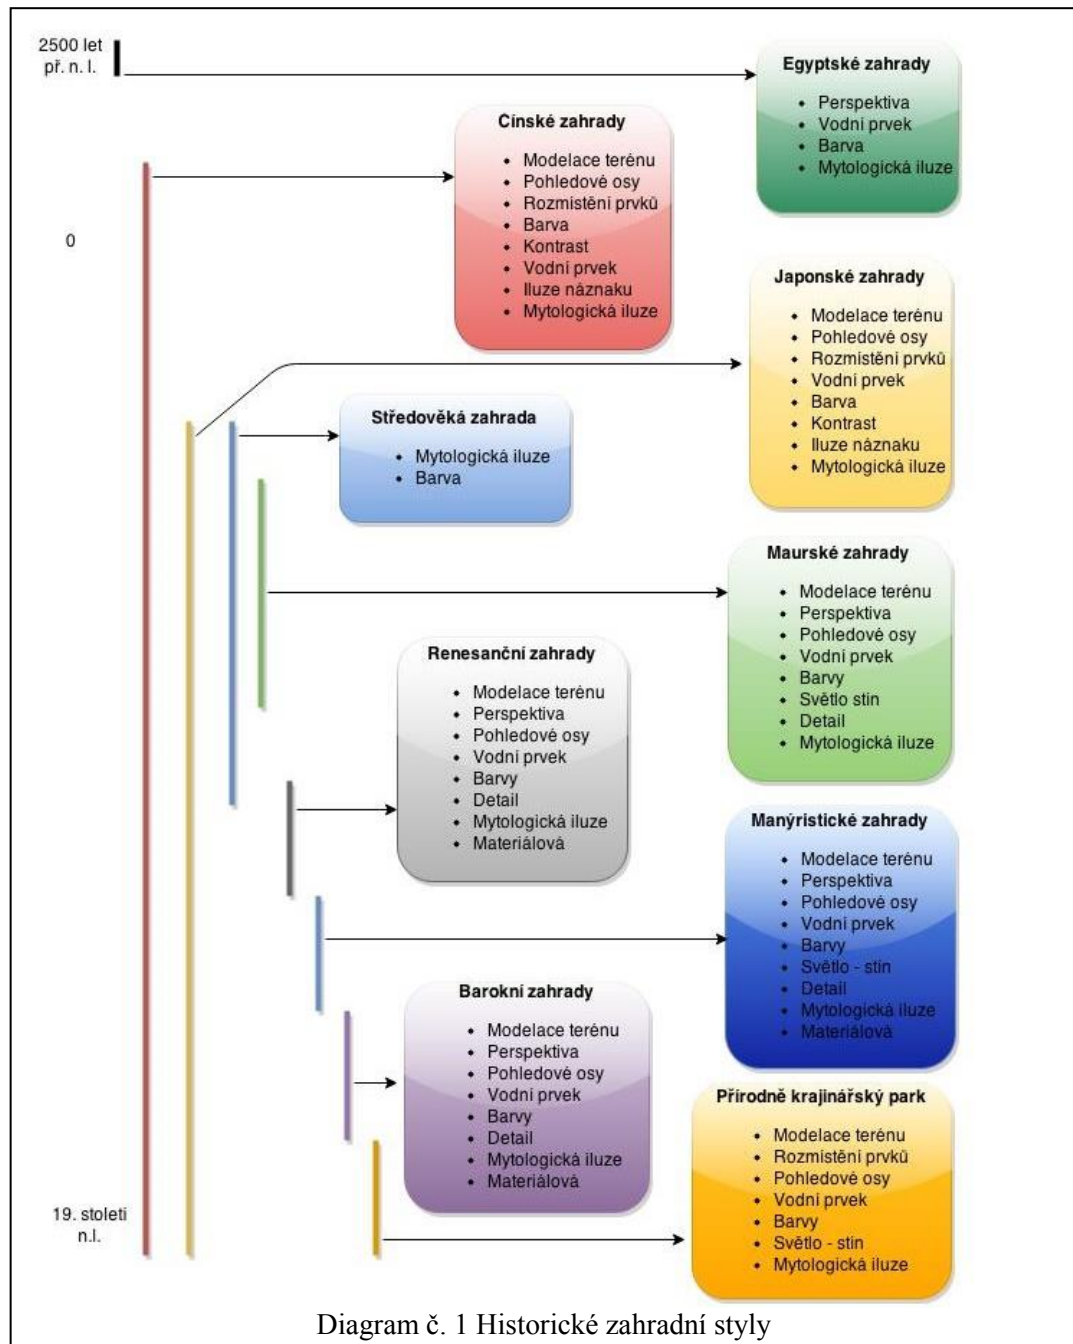 2500 let
př. n. l.
Egyptské zahrady
• Perspektiva
• Vodní prvek
• Barva
• Mytologická iluze
Čínské zahrady
• Modelace terénu
• Pohledové osy
• Rozmístění prvků
• Barva
• Kontrast
• Vodní prvek
• Iluze náznaku
• Mytologická iluze
0
Japonské zahrady
• Modelace terénu
• Pohledové osy
• Rozmístění prvků
• Vodní prvek
• Barva
• Kontrast
• Iluze náznaku
• Mytologická iluze
Středověká zahrada
• Mytologická iluze
• Barva
Maurské zahrady
• Modelace terénu
• Perspektiva
• Pohledové osy
• Vodní prvek
• Barvy
• Světlo stín
• Detail
• Mytologická iluze
Renesanční zahrady
• Modelace terénu
• Perspektiva
• Pohledové osy
• Vodní prvek
• Barvy
• Detail
• Mytologická iluze
• Materiálová
Manýristické zahrady
• Modelace terénu
• Perspektiva
• Pohledové osy
• Vodní prvek
• Barvy
• Světlo - stín
• Detail
• Mytologická iluze
• Materiálová
Barokní zahrady
• Modelace terénu
• Perspektiva
• Pohledové osy
• Vodní prvek
• Barvy
• Detail
• Mytologická iluze
• Materiálová
Přírodně krajinářský park
• Modelace terénu
• Rozmístění prvků
• Pohledové osy
• Vodní prvek
• Barvy
• Světlo - stín
• Mytologická iluze
19. století
n.l.
Diagram č. 1 Historické zahradní styly